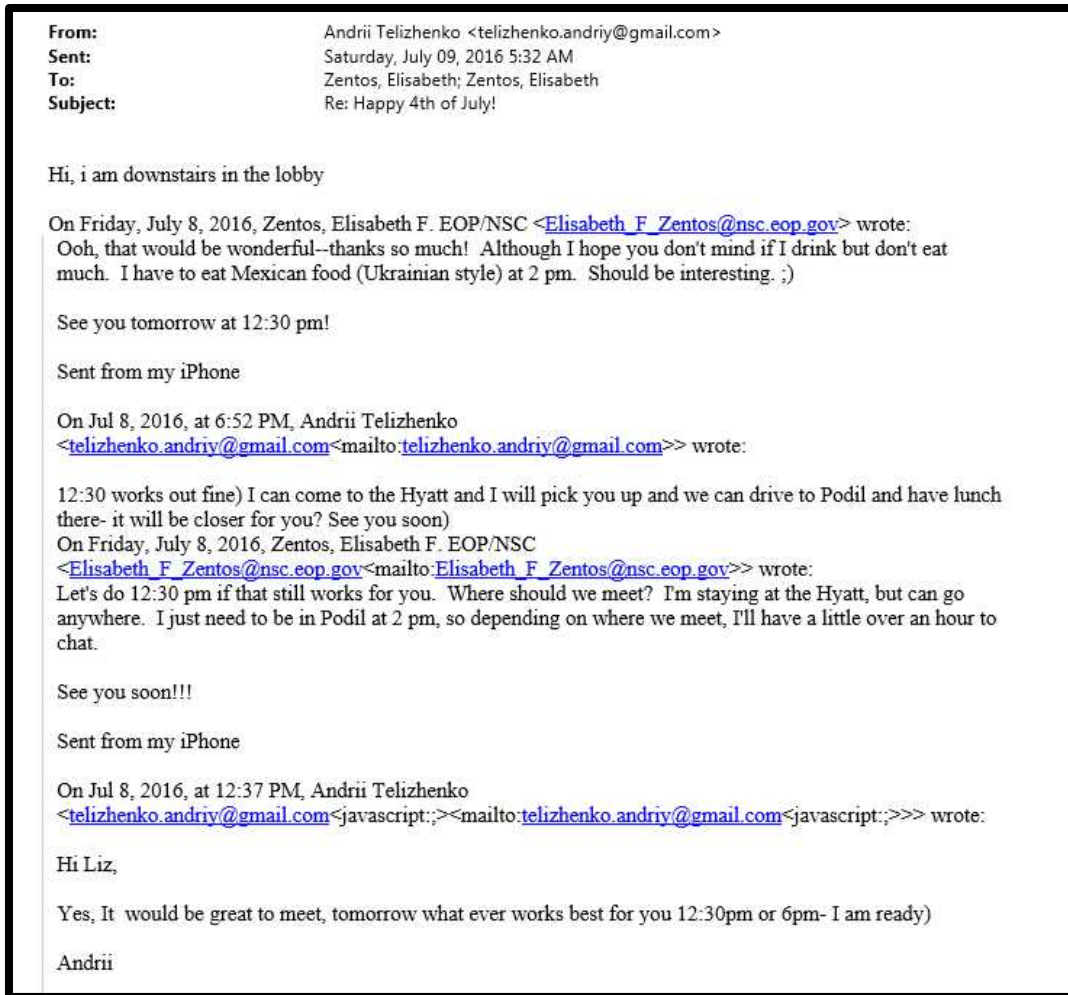 From: Andrii Telizhenko <telizhenko.andriy@gmail.com>
Sent: Saturday, July 09, 2016 5:32 AM
To: Zentos, Elisabeth; Zentos, Elisabeth
Subject: Re: Happy 4th of July!
Hi, i am downstairs in the lobby
On Friday, July 8, 2016, Zentos, Elisabeth F. EOP/NSC <Elisabeth_F_Zentos@nsc.eop.gov> wrote:
Ooh, that would be wonderful--thanks so much! Although I hope you don't mind if I drink but don't eat
much. I have to eat Mexican food (Ukrainian style) at 2 pm. Should be interesting. ;)
See you tomorrow at 12:30 pm!
Sent from my iPhone
On Jul 8, 2016, at 6:52 PM, Andrii Telizhenko
<telizhenko.andriy@gmail.com<mailto:telizhenko.andriy@gmail.com>> wrote:
12:30 works out fine) I can come to the Hyatt and I will pick you up and we can drive to Podil and have lunch
there- it will be closer for you? See you soon)
On Friday, July 8, 2016, Zentos, Elisabeth F. EOP/NSC
<Elisabeth_F_Zentos@nsc.eop.gov<mailto:Elisabeth_F_Zentos@nsc.eop.gov>> wrote:
Let's do 12:30 pm if that still works for you. Where should we meet? I'm staying at the Hyatt, but can go
anywhere. I just need to be in Podil at 2 pm, so depending on where we meet, I'll have a little over an hour to
chat.
See you soon!!!
Sent from my iPhone
On Jul 8, 2016, at 12:37 PM, Andrii Telizhenko
<telizhenko.andriy@gmail.com<javascript:;><mailto:telizhenko.andriy@gmail.com<javascript:;>>> wrote:
Hi Liz,
Yes, It would be great to meet, tomorrow what ever works best for you 12:30pm or 6pm- I am ready)
Andrii